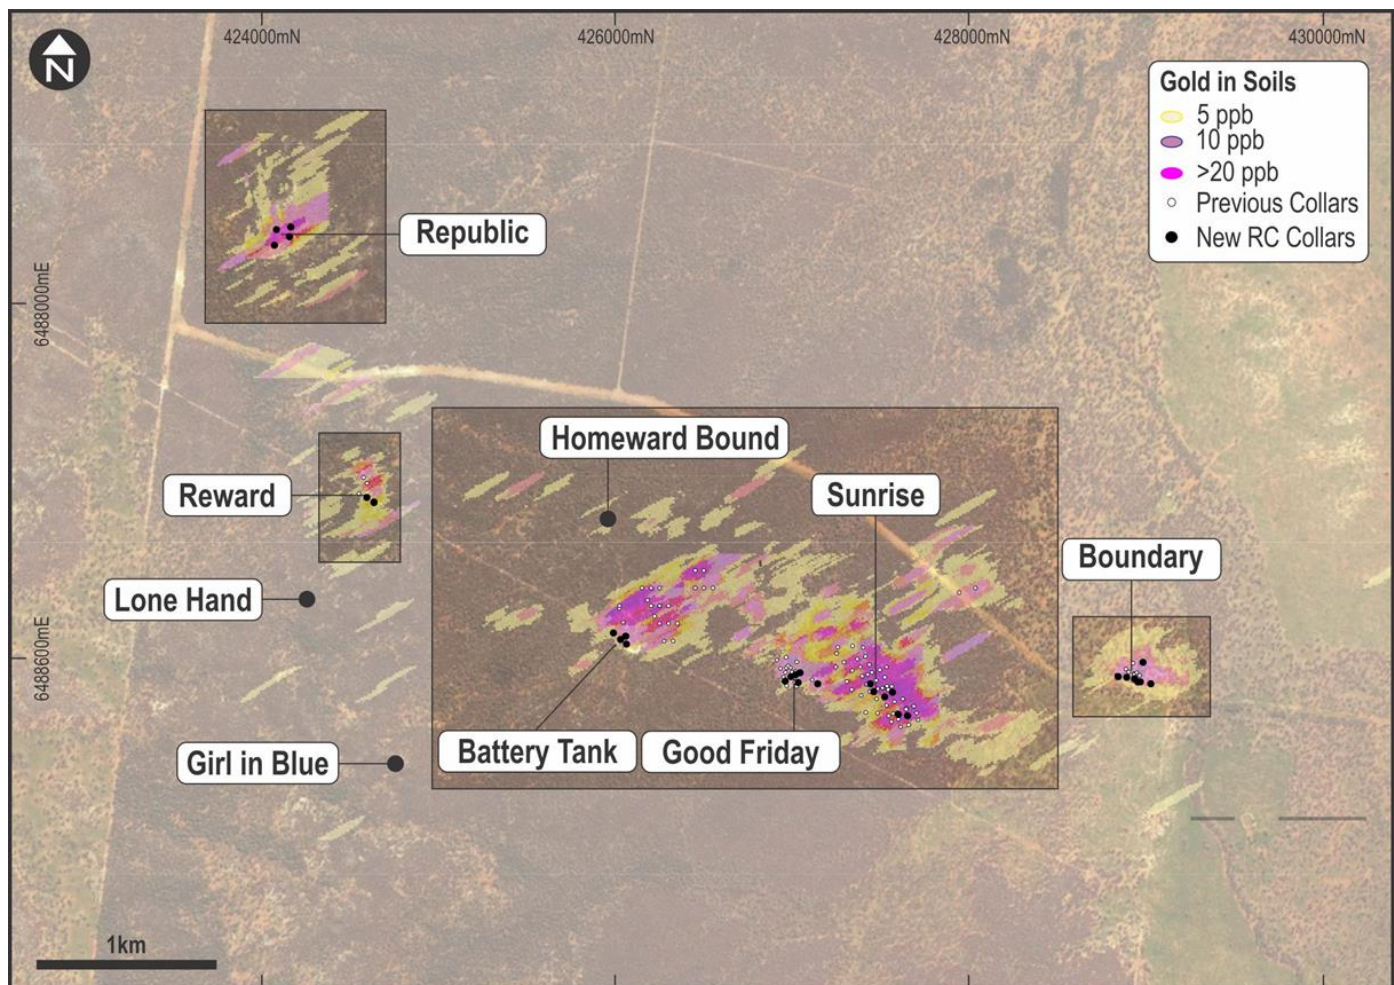 424000mN
426000mN
428000mN
430000mN
N
Gold in Soils
5 ppb
10 ppb
>20 ppb
Previous Collars
New RC Collars
Republic
6488000mE
Homeward Bound
Reward
Sunrise
Boundary
Lone Hand
6488600mE
Battery Tank
Good Friday
Girl in Blue
1km